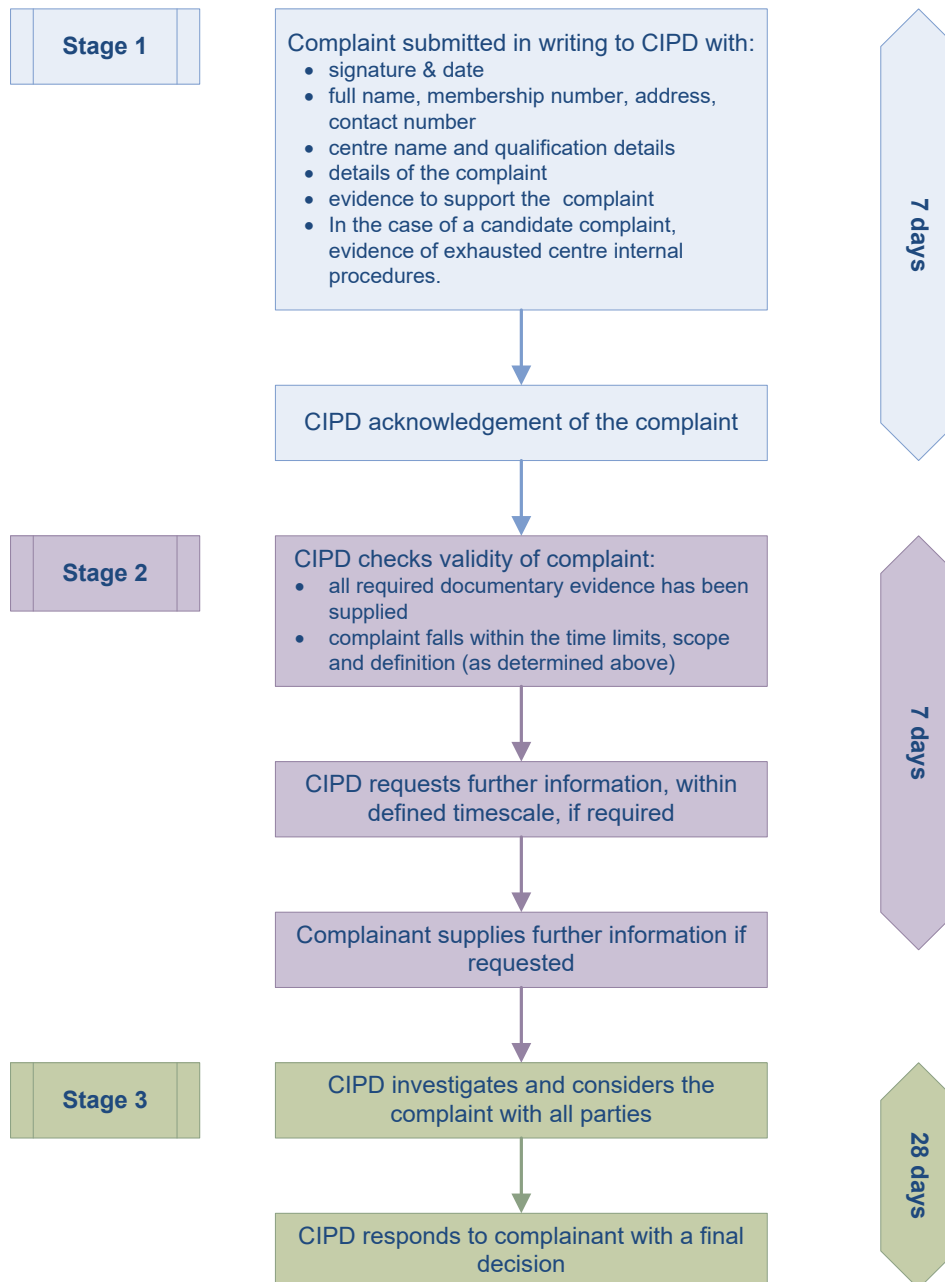 Stage 1
Complaint submitted in writing to CIPD with:
• signature & date
• full name, membership number, address,
contact number
• centre name and qualification details
• details of the complaint
• evidence to support the  complaint
• In the case of a candidate complaint,
evidence of exhausted centre internal
procedures.
7 days
CIPD acknowledgement of the complaint
Stage 2
CIPD checks validity of complaint:
• all required documentary evidence has been
supplied
• complaint falls within the time limits, scope
and definition (as determined above)
7 days
CIPD requests further information, within
defined timescale, if required
Complainant supplies further information if
requested
Stage 3
CIPD investigates and considers the
complaint with all parties
28 days
CIPD responds to complainant with a final
decision